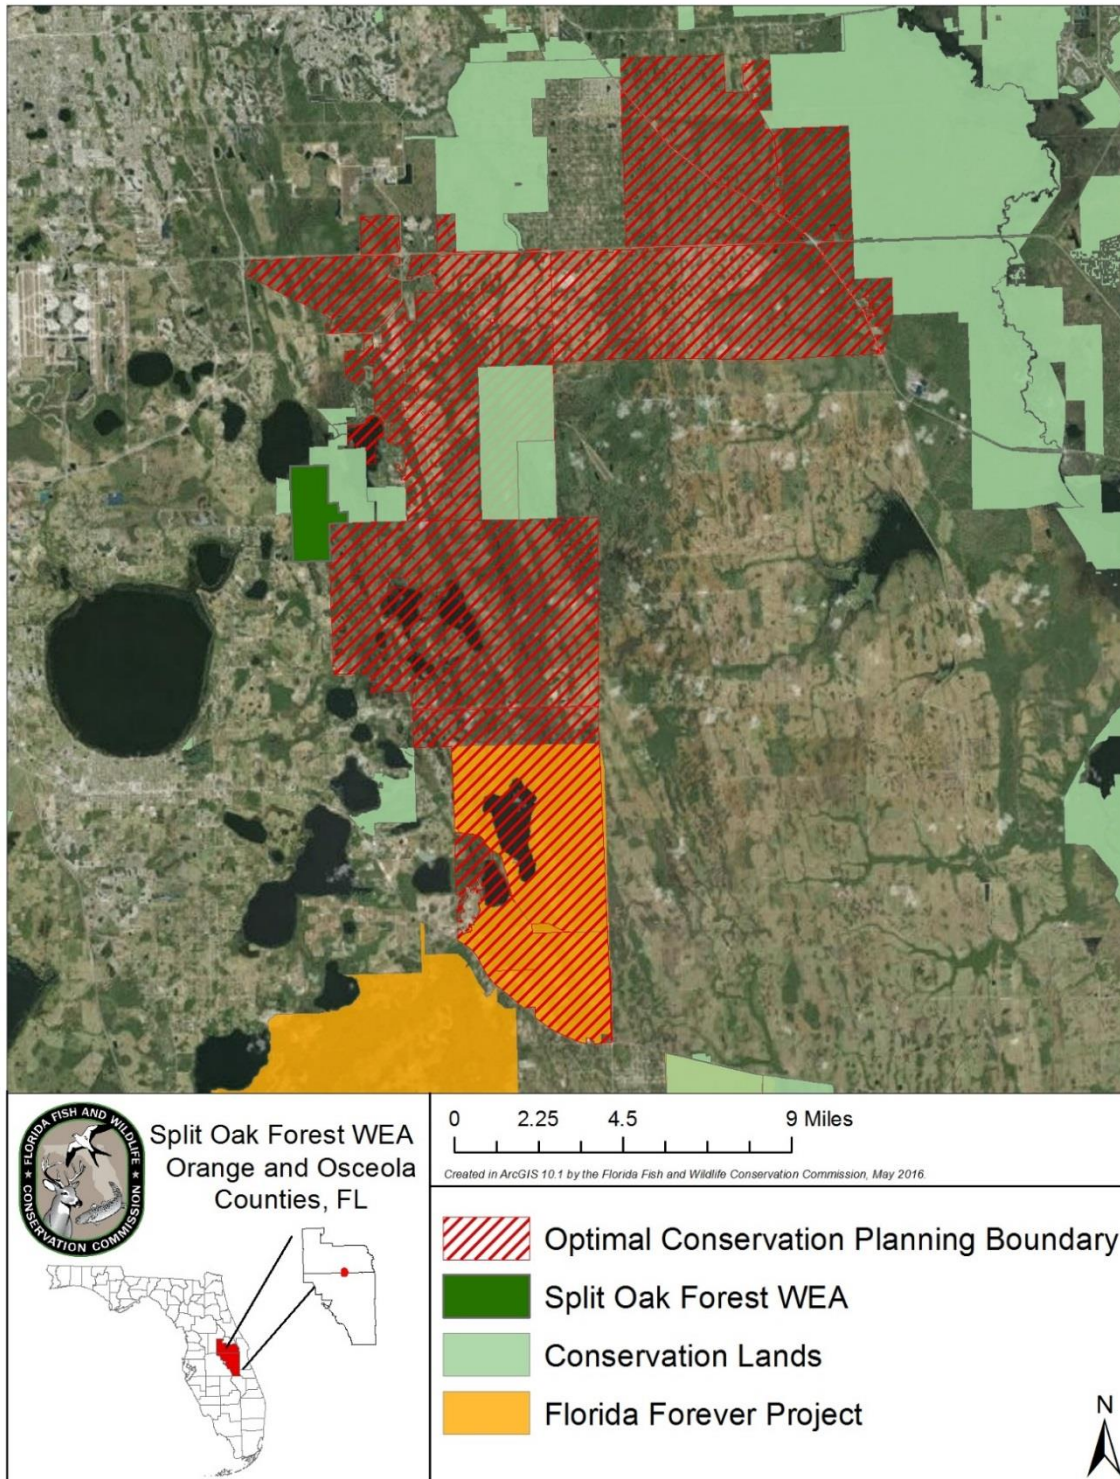 FLORIDA FISH AND WILDLIFE
CONSERVATION COMMISSION
Split Oak Forest WEA
Orange and Osceola
Counties, FL
0 2.25 4.5 9 Miles
Created in ArcGIS 10.1 by the Florida Fish and Wildlife Conservation Commission, May 2016.
Optimal Conservation Planning Boundary
Split Oak Forest WEA
Conservation Lands
Florida Forever Project
N